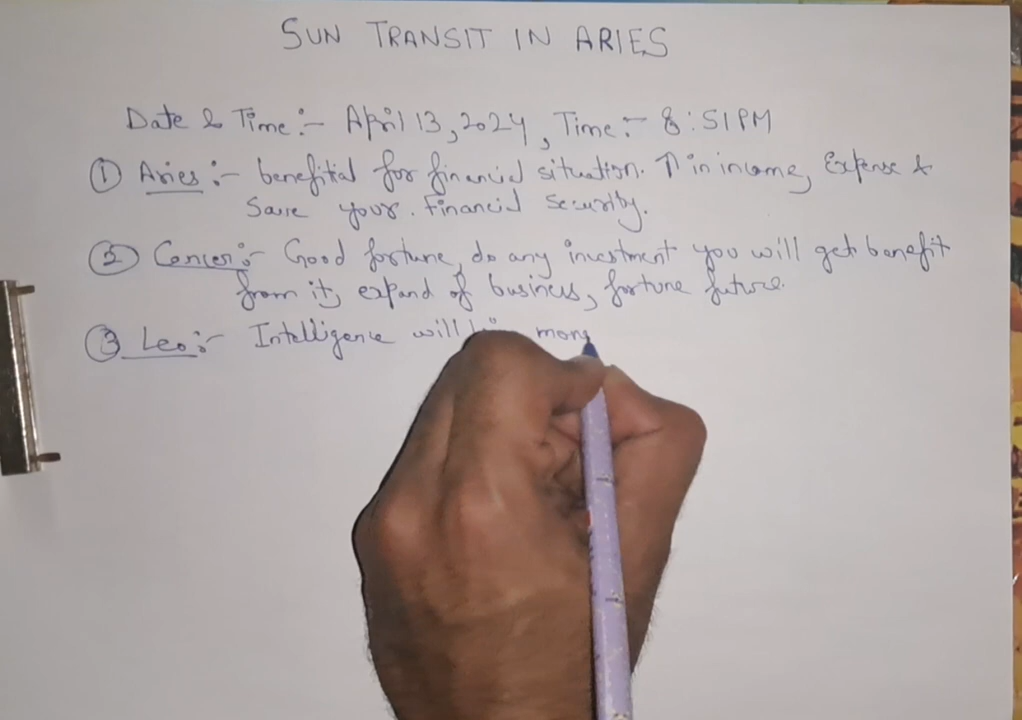 SUN TRANSIT IN ARIES
Date & Time:- April 13, 2024, Time:- 8:51PM
① Aries:- benefitial for financial situation. ↑ in income, Expense &
Save your. Financial Security.
② Cancer:- Good fortune, do any investment you will get benefit
from it, expand of business, fortune future.
③ Leo:- Intelligence will mony